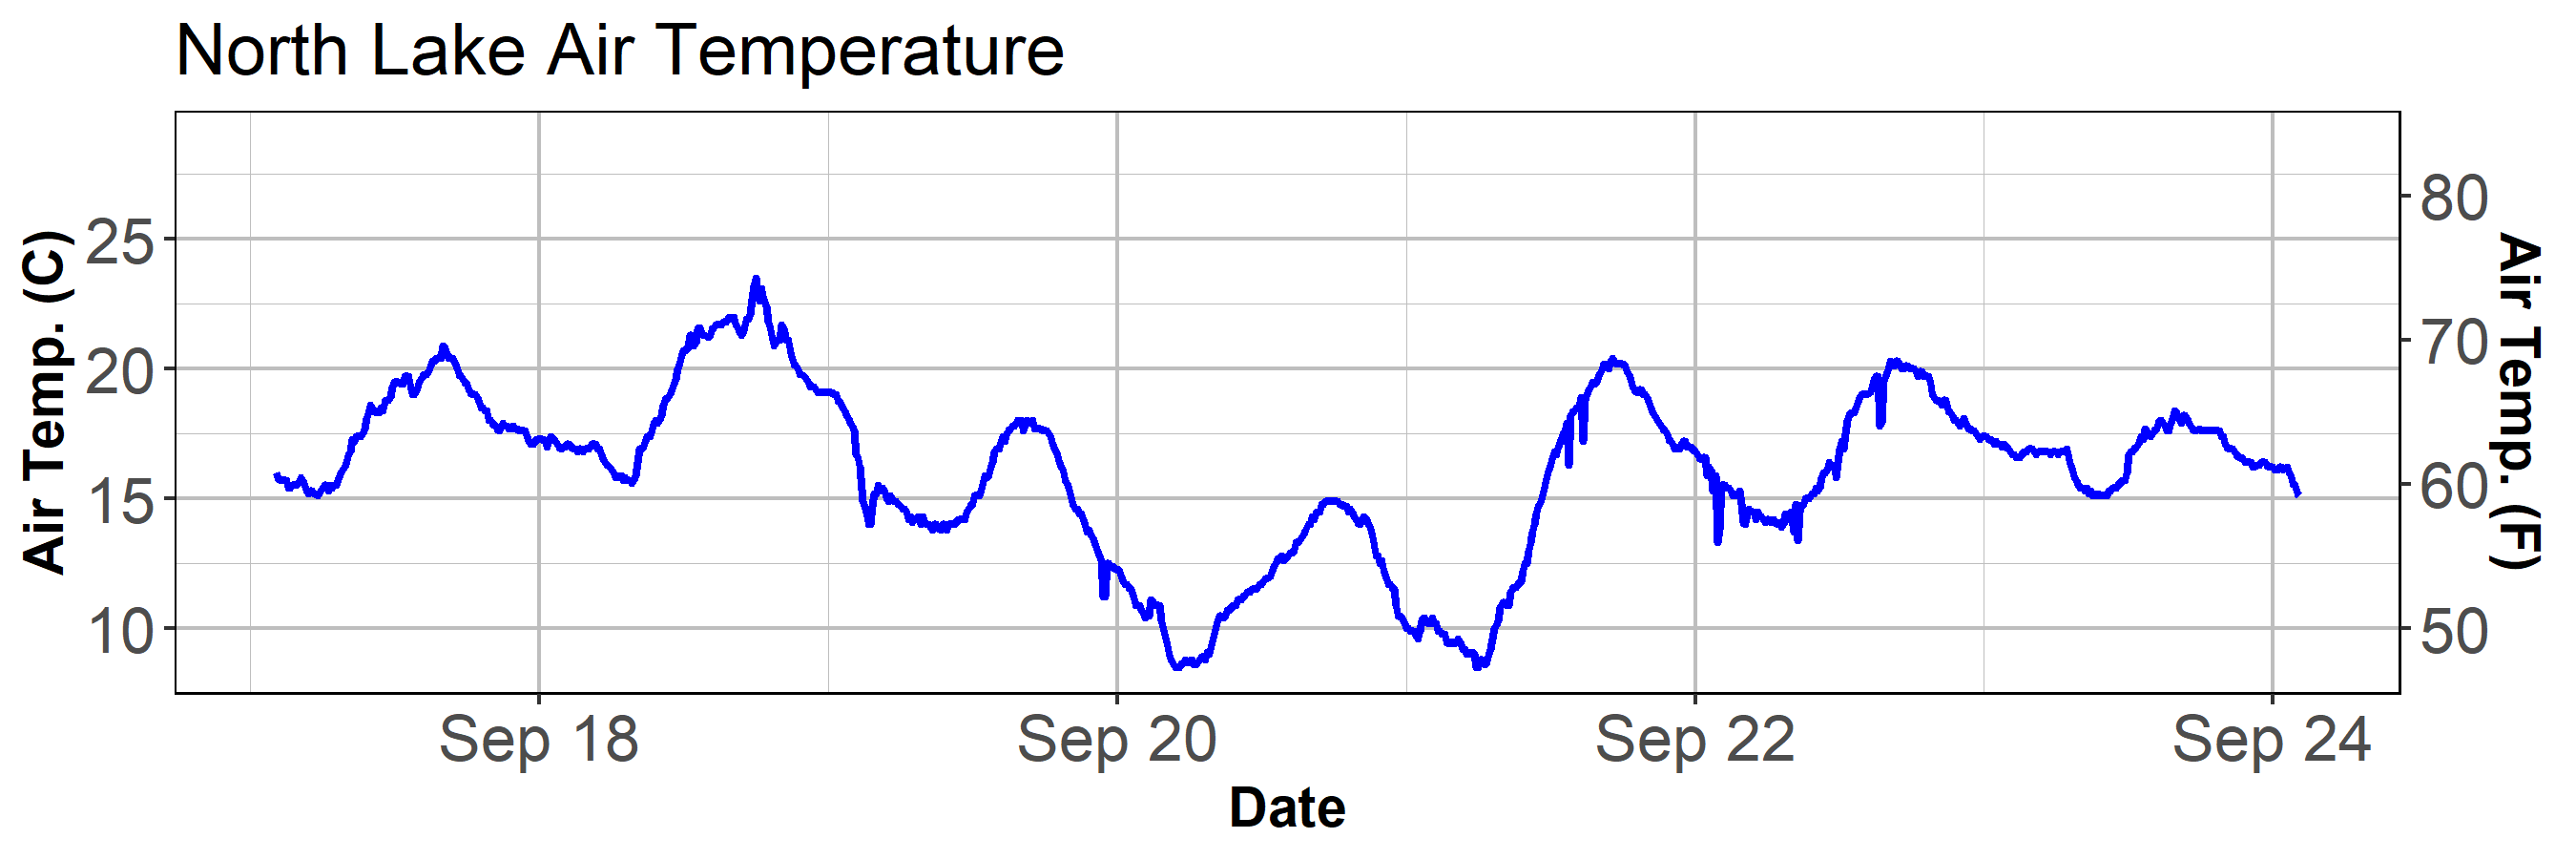 North Lake Air Temperature
Air Temp. (C)
25
20
15
10
80
70
60
50
Air Temp. (F)
Sep 18 Sep 20 Sep 22 Sep 24
Date